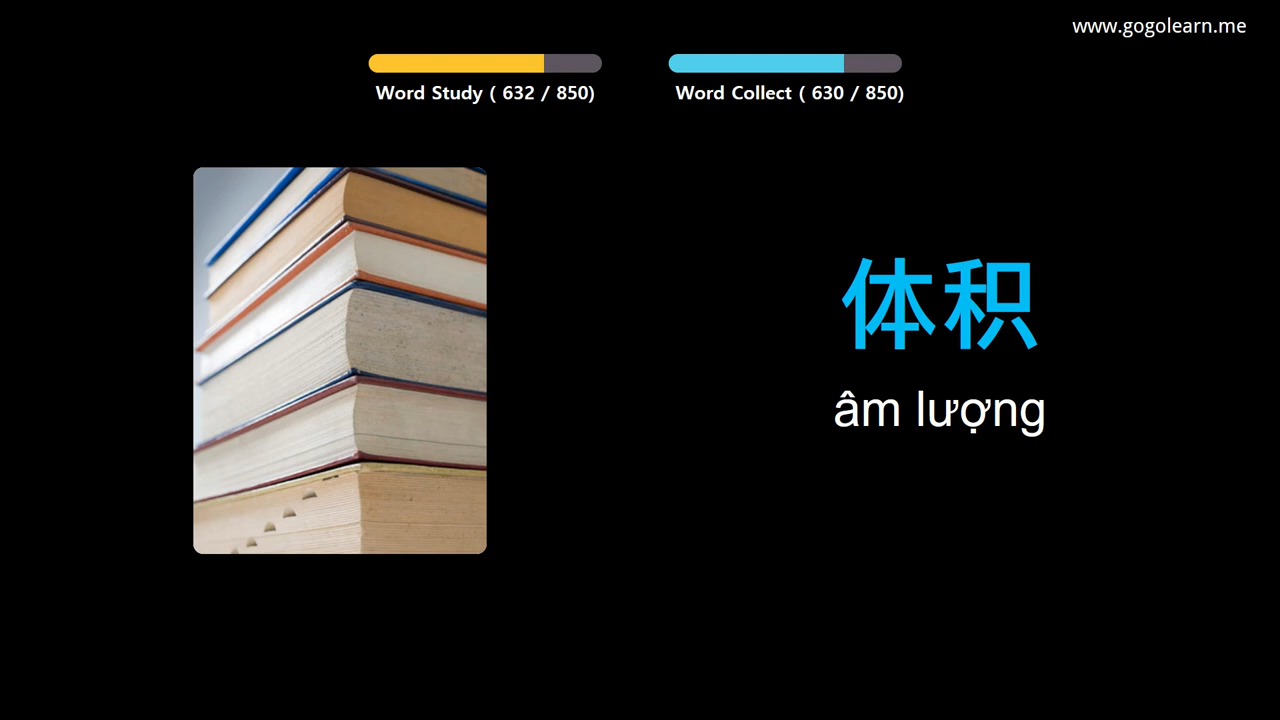 www.gogolearn.me
Word Study ( 632 / 850)
Word Collect ( 630 / 850)
体积
âm lượng